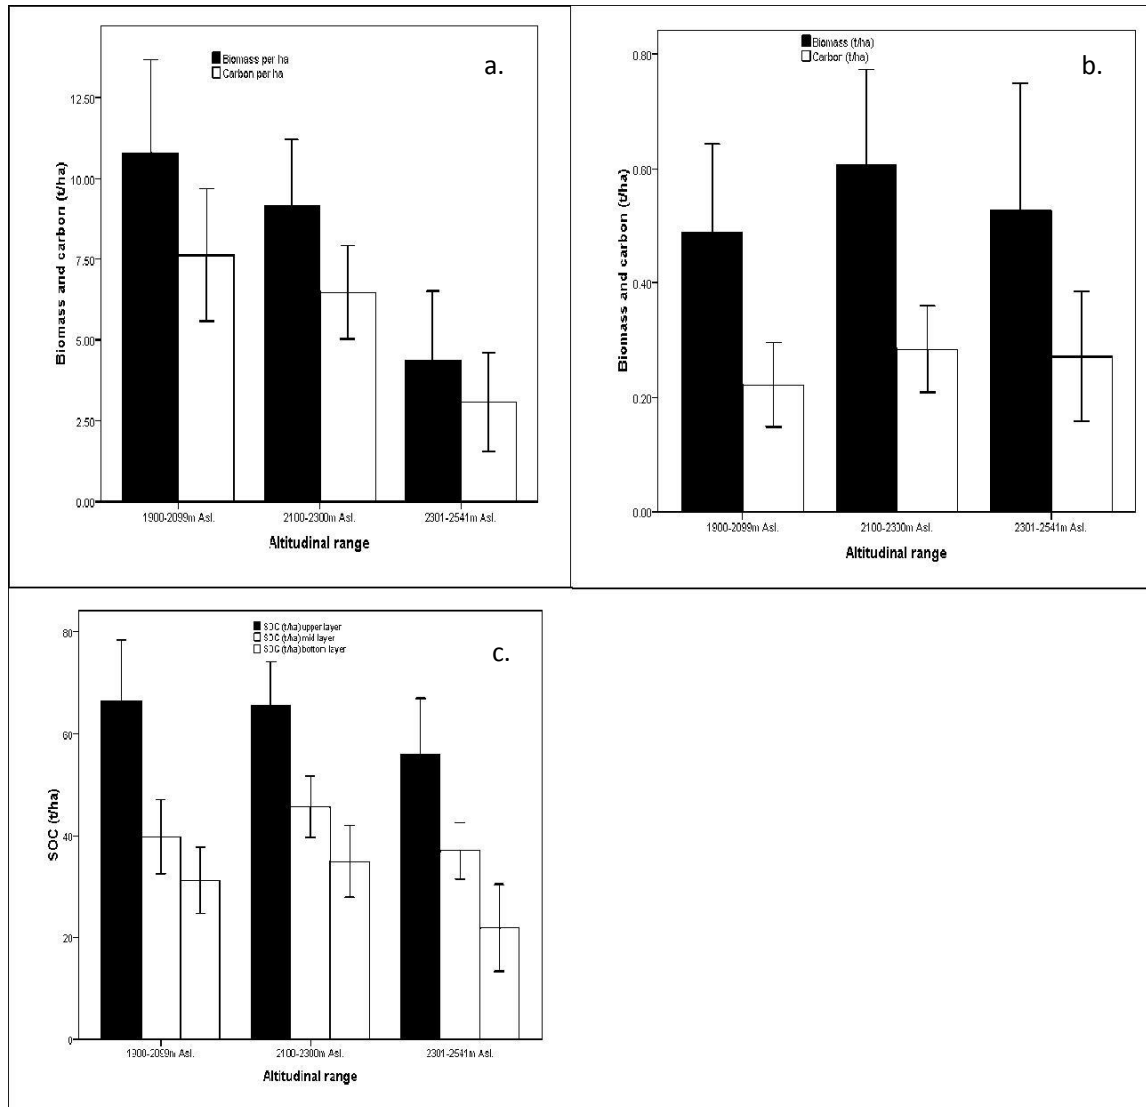 a.
Biomass per ha
Carbon per ha
12.50
10.00
7.50
5.00
2.50
0.00
Biomass and carbon (t/ha)
1900-2099m Asl.
2100-2300m Asl.
2301-2541m Asl.
Altitudinal range
b.
Biomass (t/ha)
Carbon (t/ha)
0.80
0.60
0.40
0.20
0.00
Biomass and carbon (t/ha)
1900-2099m Asl.
2100-2300m Asl.
2301-2541m Asl.
Altitudinal range
c.
SOC (t/ha) upper layer
SOC (t/ha) mid layer
SOC (t/ha) bottom layer
80
60
40
20
0
SOC (t/ha)
1900-2099m Asl.
2100-2300m Asl.
2301-2541m Asl.
Altitudinal range